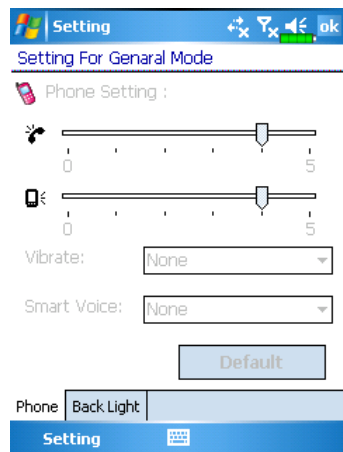 Setting
ok
Setting For Genaral Mode
Phone Setting :
0 5
0 5
Vibrate: None
Smart Voice: None
Default
Phone Back Light
Setting